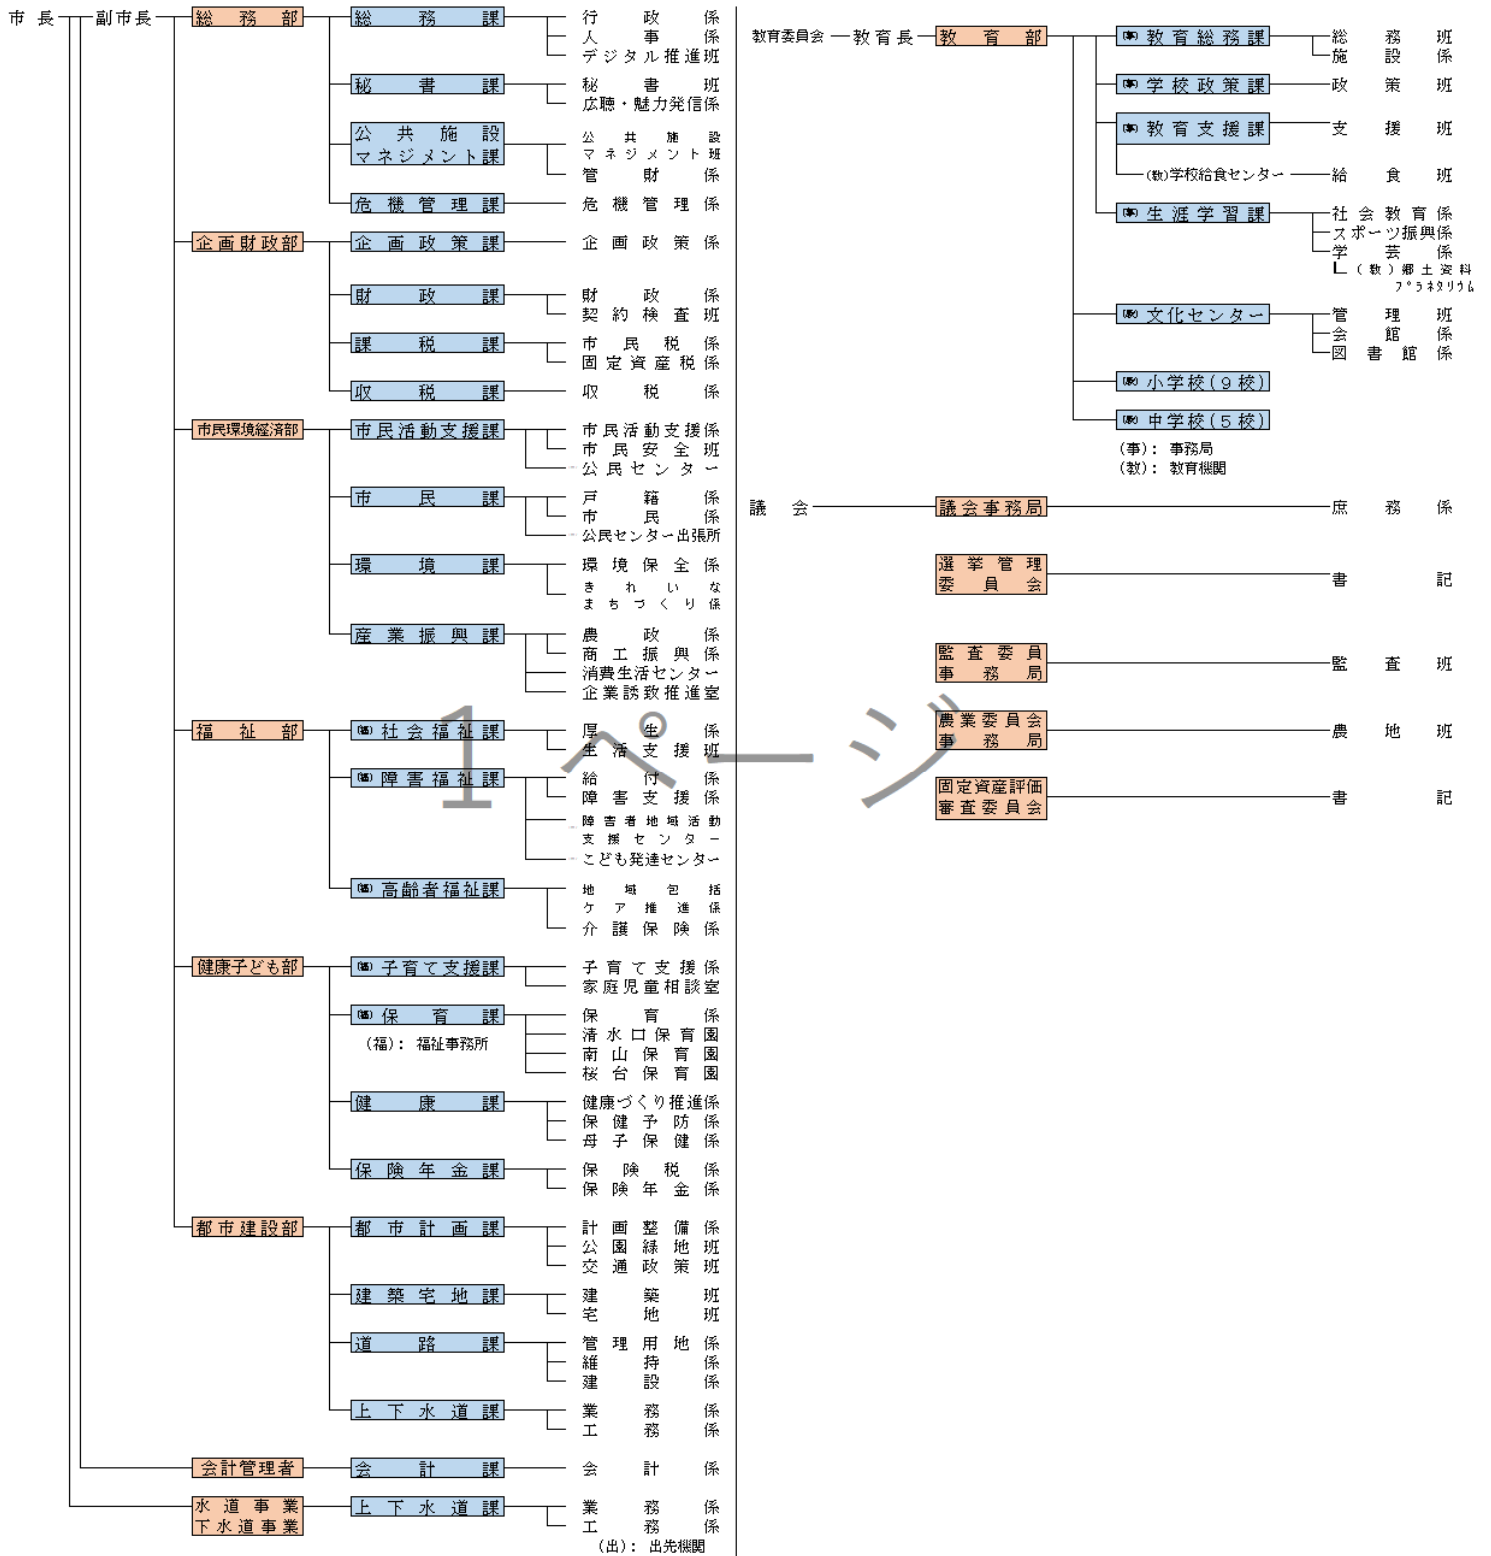 市長 副市長 総務部 総務課 行政係
人事係
デジタル推進班
秘書課 秘書班
広聴・魅力発信係
公共施設
マネジメント課
公共施設
マネジメント班
管財係
危機管理課 危機管理係
企画財政部 企画政策課 企画政策係
財政課 財政係
契約検査班
課税課 市民税係
固定資産税係
収税課 収税係
市民環境経済部 市民活動支援課 市民活動支援係
市民安全班
公民センター
市民課 戸籍係
市民係
公民センター出張所
環境課 環境保全係
きれいな
まちづくり係
産業振興課 農政係
商工振興係
消費生活センター
企業誘致推進室
福祉部 (福)社会福祉課 厚生係
生活支援班
(福)障害福祉課 給付係
障害支援係
障害者地域活動
支援センター
こども発達センター
(福)高齢者福祉課 地域包括
ケア推進係
介護保険係
健康子ども部 (福)子育て支援課 子育て支援係
家庭児童相談室
(福)保育課 保育係
清水口保育園
(福): 福祉事務所
南山保育園
桜台保育園
健康課 健康づくり推進係
保健予防係
母子保健係
保険年金課 保険税係
保険年金係
都市建設部 都市計画課 計画整備係
公園緑地班
交通政策班
建築宅地課 建築班
宅地班
道路課 管理用地係
維持係
建設係
上下水道課 業務係
工務係
会計管理者 会計課 会計係
水道事業
下水道事業
上下水道課 業務係
工務係
(出): 出先機関
教育委員会 教育長 教育部 (事)教育総務課 総務班
施設係
(事)学校政策課 政策班
(事)教育支援課 支援班
(教)学校給食センター 給食班
(事)生涯学習課 社会教育係
スポーツ振興係
学芸係
(教)郷土資料
プラネタリウム
(教)文化センター 管理班
会館係
図書館係
(教)小学校(9校)
(教)中学校(5校)
(事): 事務局
(教): 教育機関
議会 議会事務局 庶務係
選挙管理
委員会
書記
監査委員
事務局
監査班
農業委員会
事務局
農地班
固定資産評価
審査委員会
書記
1 ページ